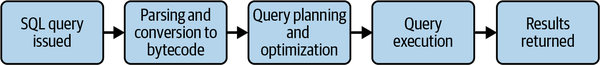 SQL query
issued
Parsing and
conversion to
bytecode
Query planning
and
optimization
Query
execution
Results
returned